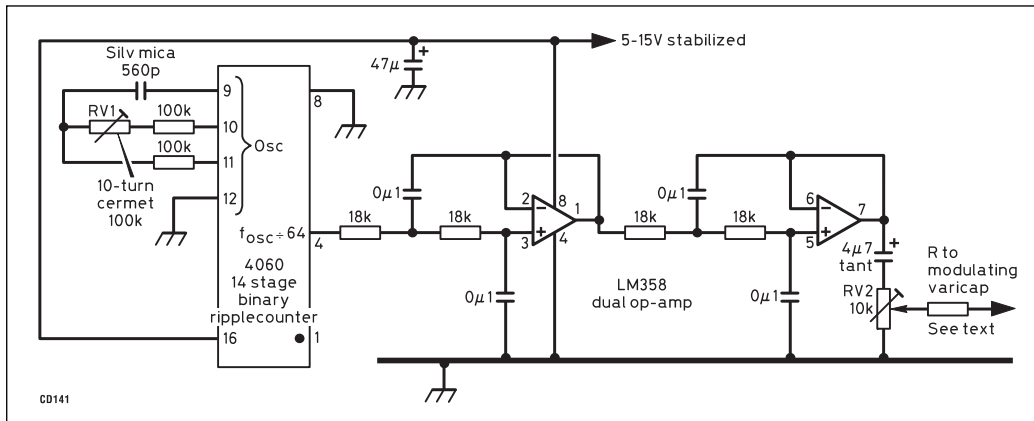 5-15V stabilized
Silv mica
560p
47µ
+
9
8
RV1
100k
10
Osc
100k
11
10-turn
cermet
100k
12
0µ1
0µ1
2
−
8
1
6
−
7
fosc÷64
4
18k
18k
3
+
4
18k
18k
5
+
4µ7
tant
+
R to
modulating
varicap
4060
14 stage
binary
ripplecounter
0µ1
LM358
dual op-amp
0µ1
RV2
10k
See text
16
1
CD141